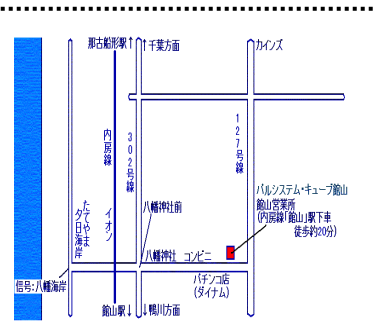 那古船形駅↑
↑千葉方面
カインズ
127号線
302号線
内房線
イオン
たてやま
夕日海岸
八幡神社前
パルシステム・キューブ館山
館山営業所
(内房線「館山」駅下車
徒歩約20分)
八幡神社
コンビニ
信号:八幡海岸
パチンコ店
(ダイナム)
館山駅↓
↓鴨川方面